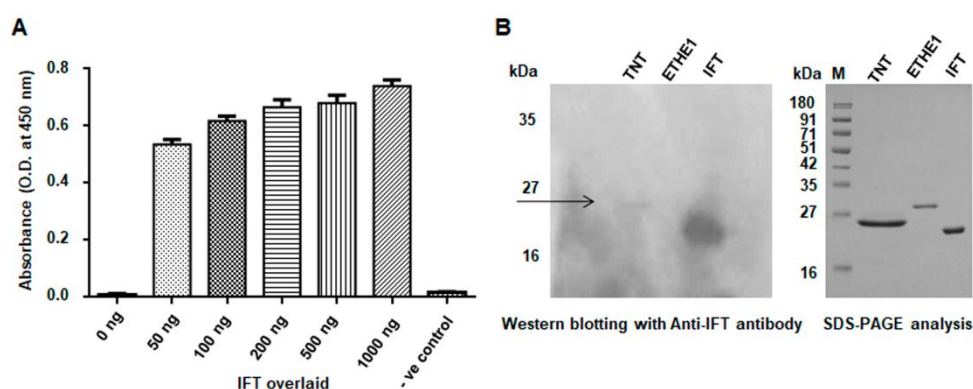 A
Absorbance (O.D. at 450 nm)
0.8
0.6
0.4
0.2
0.0
0 ng
50 ng
100 ng
200 ng
500 ng
1000 ng
- ve control
IFT overlaid
B
kDa
TNT
ETHE1
IFT
35
27
16
Western blotting with Anti-IFT antibody
kDa M
TNT
ETHE1
IFT
180
91
71
51
42
35
27
16
SDS-PAGE analysis